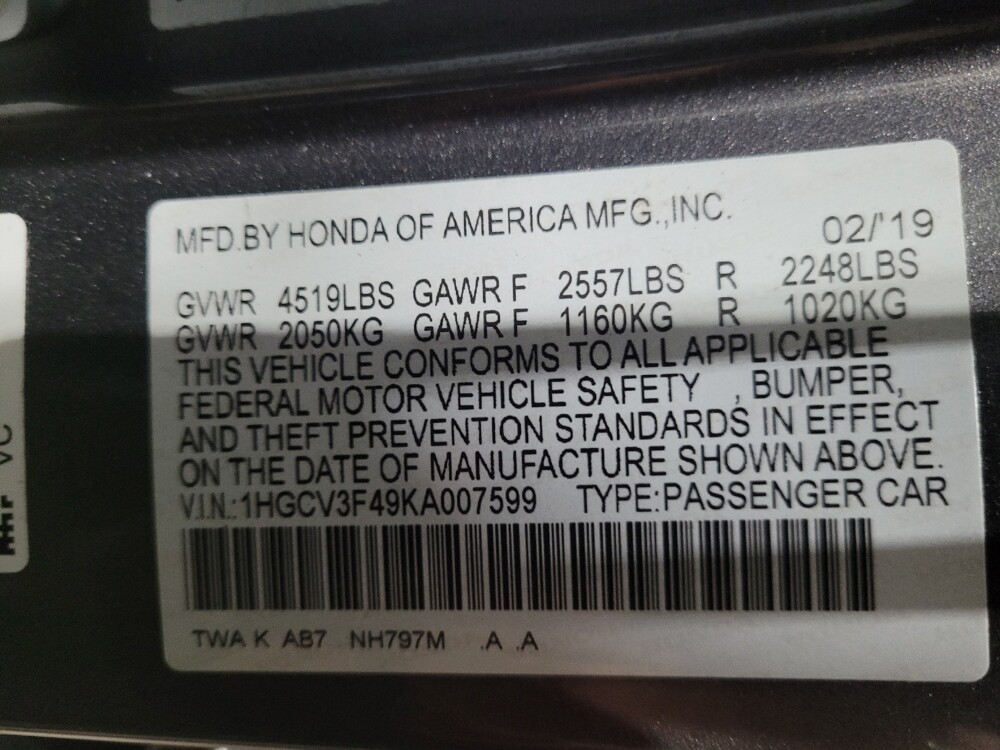 MFD.BY HONDA OF AMERICA MFG.,INC.
02/'19
GVWR 4519LBS GAWR F 2557LBS R 2248LBS
GVWR 2050KG GAWR F 1160KG R 1020KG
THIS VEHICLE CONFORMS TO ALL APPLICABLE
FEDERAL MOTOR VEHICLE SAFETY , BUMPER,
AND THEFT PREVENTION STANDARDS IN EFFECT
ON THE DATE OF MANUFACTURE SHOWN ABOVE.
V.I.N.:1HGCV3F49KA007599 TYPE:PASSENGER CAR
TWA K AB7 NH797M .A .A
VC